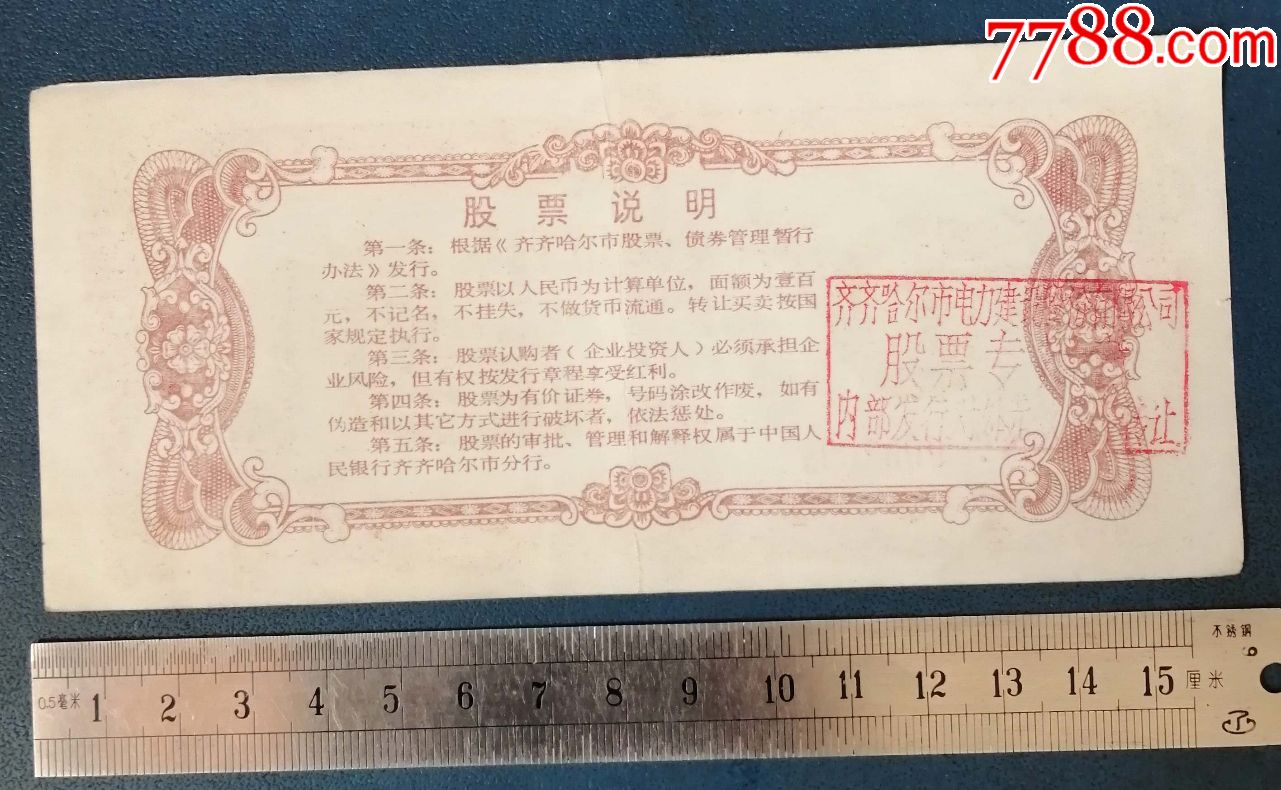 7788.com
股票说明
第一条：根据《齐齐哈尔市股票、债券管理暂行
办法》发行。
第二条：股票以人民币为计算单位，面额为壹百
元，不记名，不挂失，不做货币流通。转让买卖按国
家规定执行。
第三条：股票认购者（企业投资人）必须承担企
业风险，但有权按发行章程享受红利。
第四条：股票为有价证券，号码涂改作废，如有
伪造和以其它方式进行破坏者，依法惩处。
第五条：股票的审批、管理和解释权属于中国人
民银行齐齐哈尔市分行。
齐齐哈尔市电力建 公司
股票专
内部发行 让
不锈钢
0.5毫米 1 2 3 4 5 6 7 8 9 10 11 12 13 14 15 厘米